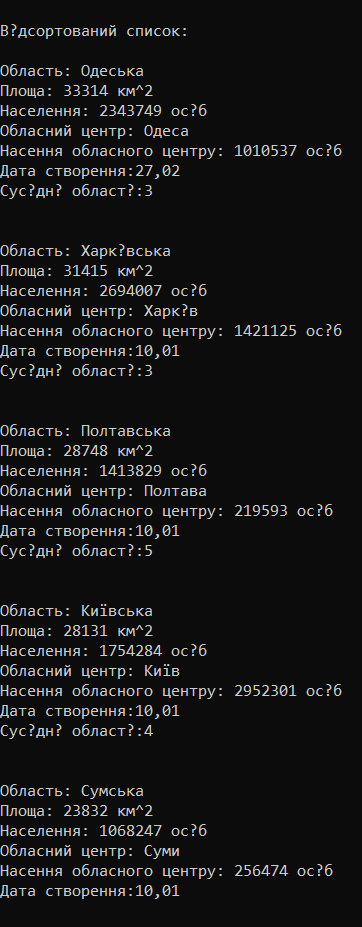 В?дсортований список:
Область: Одеська
Площа: 33314 км^2
Населення: 2343749 ос?б
Обласний центр: Одеса
Насення обласного центру: 1010537 ос?б
Дата створення:27,02
Сус?дн? област?:3
Область: Харк?вська
Площа: 31415 км^2
Населення: 2694007 ос?б
Обласний центр: Харк?в
Насення обласного центру: 1421125 ос?б
Дата створення:10,01
Сус?дн? област?:3
Область: Полтавська
Площа: 28748 км^2
Населення: 1413829 ос?б
Обласний центр: Полтава
Насення обласного центру: 219593 ос?б
Дата створення:10,01
Сус?дн? област?:5
Область: Київська
Площа: 28131 км^2
Населення: 1754284 ос?б
Обласний центр: Київ
Насення обласного центру: 2952301 ос?б
Дата створення:10,01
Сус?дн? област?:4
Область: Сумська
Площа: 23832 км^2
Населення: 1068247 ос?б
Обласний центр: Суми
Насення обласного центру: 256474 ос?б
Дата створення:10,01